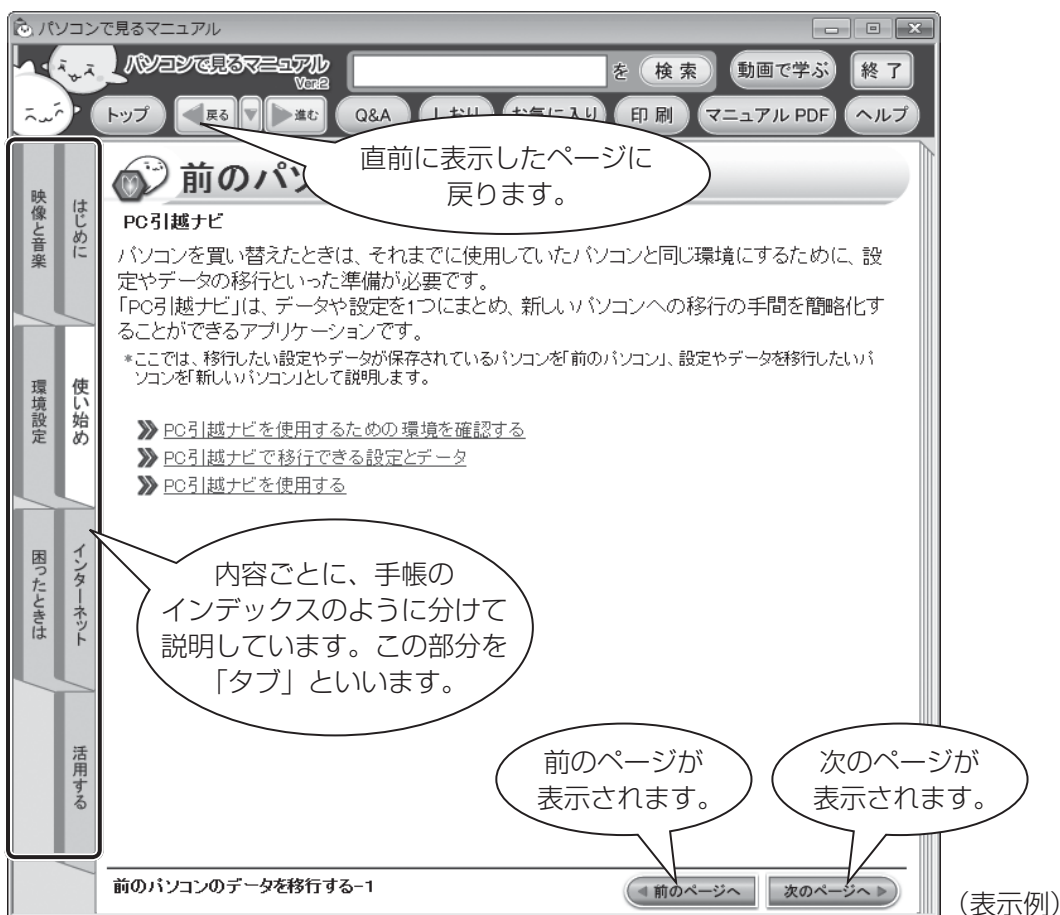 パソコンで見るマニュアル
パソコンで見るマニュアル
Ver.2
を 検索 動画で学ぶ 終了
トップ 戻る 進む Q&A しおり お気に入り 印刷 マニュアル PDF ヘルプ
直前に表示したページに
戻ります。
映像と音楽
はじめに
環境設定
使い始め
困ったときは
インターネット
活用する
前のパソ
PC引越ナビ
パソコンを買い替えたときは、それまでに使用していたパソコンと同じ環境にするために、設
定やデータの移行といった準備が必要です。
「PC引越ナビ」は、データや設定を1つにまとめ、新しいパソコンへの移行の手間を簡略化す
ることができるアプリケーションです。
*ここでは、移行したい設定やデータが保存されているパソコンを「前のパソコン」、設定やデータを移行したいパ
ソコンを「新しいパソコン」として説明します。
PC引越ナビを使用するための環境を確認する
PC引越ナビで移行できる設定とデータ
PC引越ナビを使用する
内容ごとに、手帳の
インデックスのように分けて
説明しています。この部分を
「タブ」といいます。
前のページが
表示されます。
次のページが
表示されます。
前のパソコンのデータを移行する-1
前のページへ 次のページへ
(表示例)